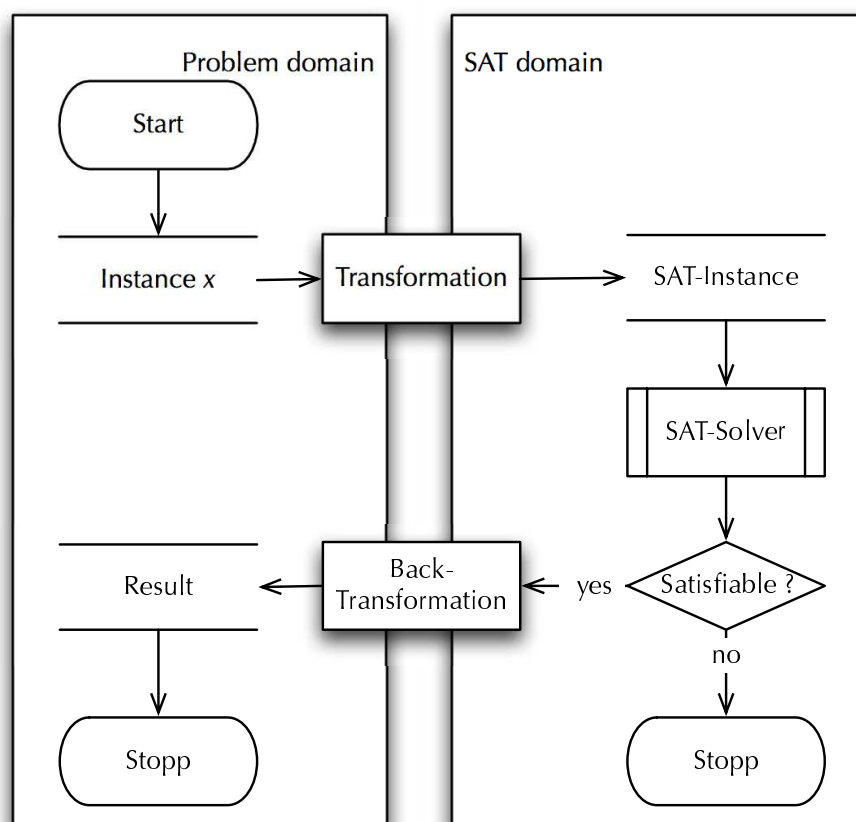 Problem domain
SAT domain
Start
Instance x
Transformation
SAT-Instance
SAT-Solver
Satisfiable ?
yes
Back-
Transformation
Result
no
Stopp
Stopp